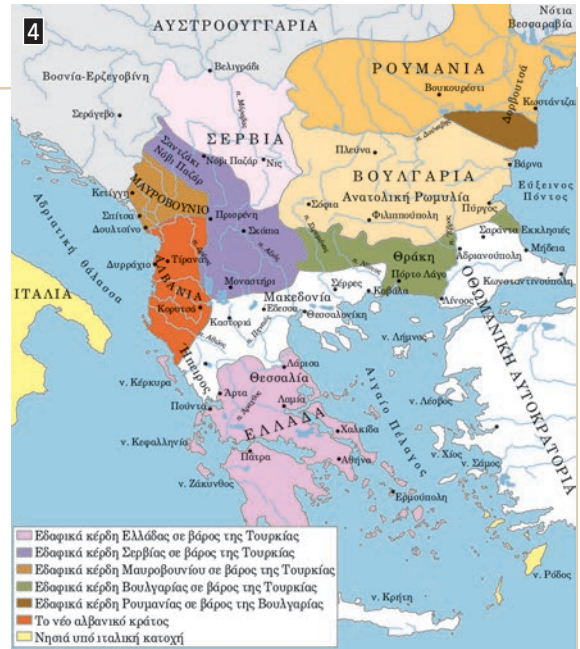 4
ΑΥΣΤΡΟΟΥΓΓΑΡΙΑ
Νότια
Βεσσαραβία
Βοσνία-Ερζεγοβίνη
Βελιγράδι
ΡΟΥΜΑΝΙΑ
Βουκουρέστι
Δοβρουτσά
Κωστάντζα
Σεράγεβο
π. Μοράβας
ΣΕΡΒΙΑ
π. Δούναβης
Σαντζάκι
Νόβι Παζάρ
Νόβι Παζάρ
Νις
Πλεύνα
Βάρνα
ΒΟΥΛΓΑΡΙΑ
Εύξεινος
Πόντος
ΜΑΥΡΟΒΟΥΝΙΟ
Κετίγγη
Ανατολική Ρωμυλία
Πρισρένη
Σόφια
Πύργος
Σπίτσα
Φιλιππούπολη
Δουλτσίνο
Σκόπια
Σαράντα Εκκλησιές
Αδριατική Θάλασσα
Τίρανα
Θράκη
Αδριανούπολη
Μήδεια
Δυρράχιο
ΑΛΒΑΝΙΑ
Μοναστήρι
Πόρτο Λάγο
Κωνσταντινούπολη
ΙΤΑΛΙΑ
Μακεδονία
Σέρρες
Καβάλα
Αίνοος
ΟΘΩΜΑΝΙΚΗ ΑΥΤΟΚΡΑΤΟΡΙΑ
Κορυτσά
Καστοριά
Έδεσσα
Θεσσαλονίκη
Ήπειρος
ν. Λήμνος
Λάρισα
Θεσσαλία
ν. Κέρκυρα
Άρτα
π. Άραχθος
Λαμία
Αιγαίο Πέλαγος
ν. Λέσβος
Πούντα
ΕΛΛΑΔΑ
Χαλκίδα
ν. Κεφαλληνία
Πάτρα
Αθήνα
ν. Χίος
ν. Σάμος
ν. Ζάκυνθος
Ερμούπολη
ν. Ρόδος
ν. Κρήτη
Εδαφικά κέρδη Ελλάδας σε βάρος της Τουρκίας
Εδαφικά κέρδη Σερβίας σε βάρος της Τουρκίας
Εδαφικά κέρδη Μαυροβουνίου σε βάρος της Τουρκίας
Εδαφικά κέρδη Βουλγαρίας σε βάρος της Τουρκίας
Εδαφικά κέρδη Ρουμανίας σε βάρος της Βουλγαρίας
Το νέο αλβανικό κράτος
Νησιά υπό ιταλική κατοχή